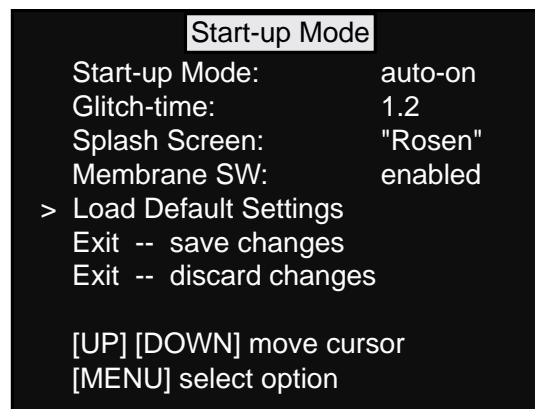 Start-up Mode
Start-up Mode: auto-on
Glitch-time: 1.2
Splash Screen: "Rosen"
Membrane SW: enabled
> Load Default Settings
Exit -- save changes
Exit -- discard changes
[UP] [DOWN] move cursor
[MENU] select option